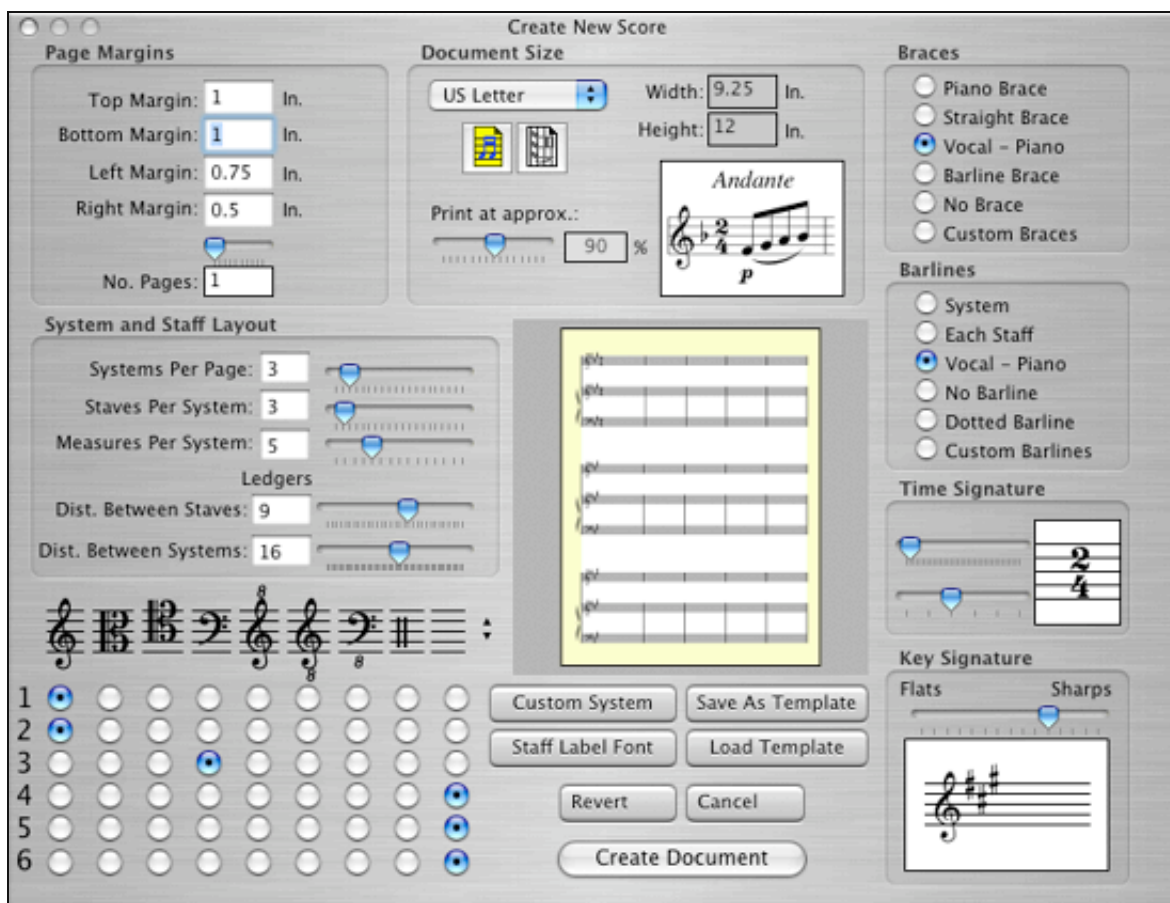 Create New Score
Page Margins
Top Margin: 1 In.
Bottom Margin: 1 In.
Left Margin: 0.75 In.
Right Margin: 0.5 In.
No. Pages: 1
Document Size
US Letter
Width: 9.25 In.
Height: 12 In.
Print at approx.:
90 %
Andante
2
4
p
Braces
Piano Brace
Straight Brace
Vocal – Piano
Barline Brace
No Brace
Custom Braces
System and Staff Layout
Systems Per Page: 3
Staves Per System: 3
Measures Per System: 5
Ledgers
Dist. Between Staves: 9
Dist. Between Systems: 16
Barlines
System
Each Staff
Vocal – Piano
No Barline
Dotted Barline
Custom Barlines
Time Signature
2
4
8
8
8
1
2
3
4
5
6
Custom System
Save As Template
Staff Label Font
Load Template
Revert
Cancel
Create Document
Key Signature
Flats Sharps